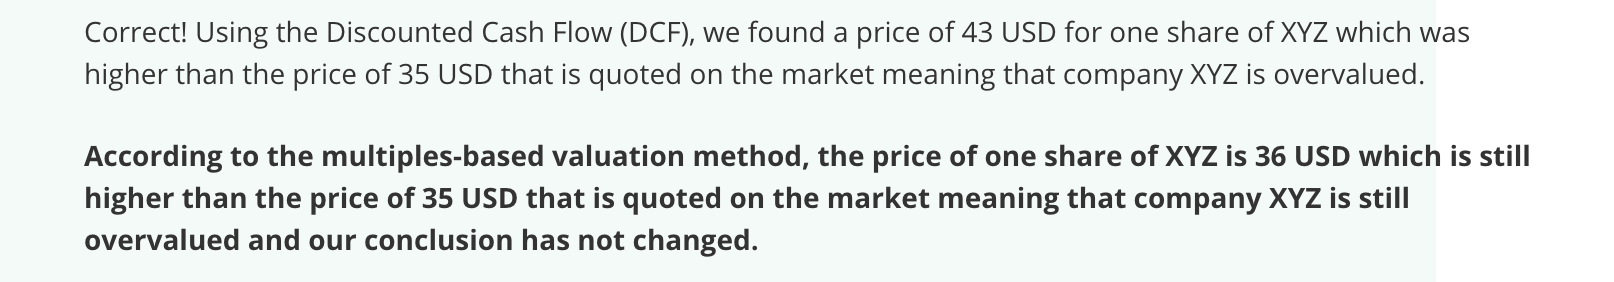 Correct! Using the Discounted Cash Flow (DCF), we found a price of 43 USD for one share of XYZ which was
higher than the price of 35 USD that is quoted on the market meaning that company XYZ is overvalued.
According to the multiples-based valuation method, the price of one share of XYZ is 36 USD which is still
higher than the price of 35 USD that is quoted on the market meaning that company XYZ is still
overvalued and our conclusion has not changed.